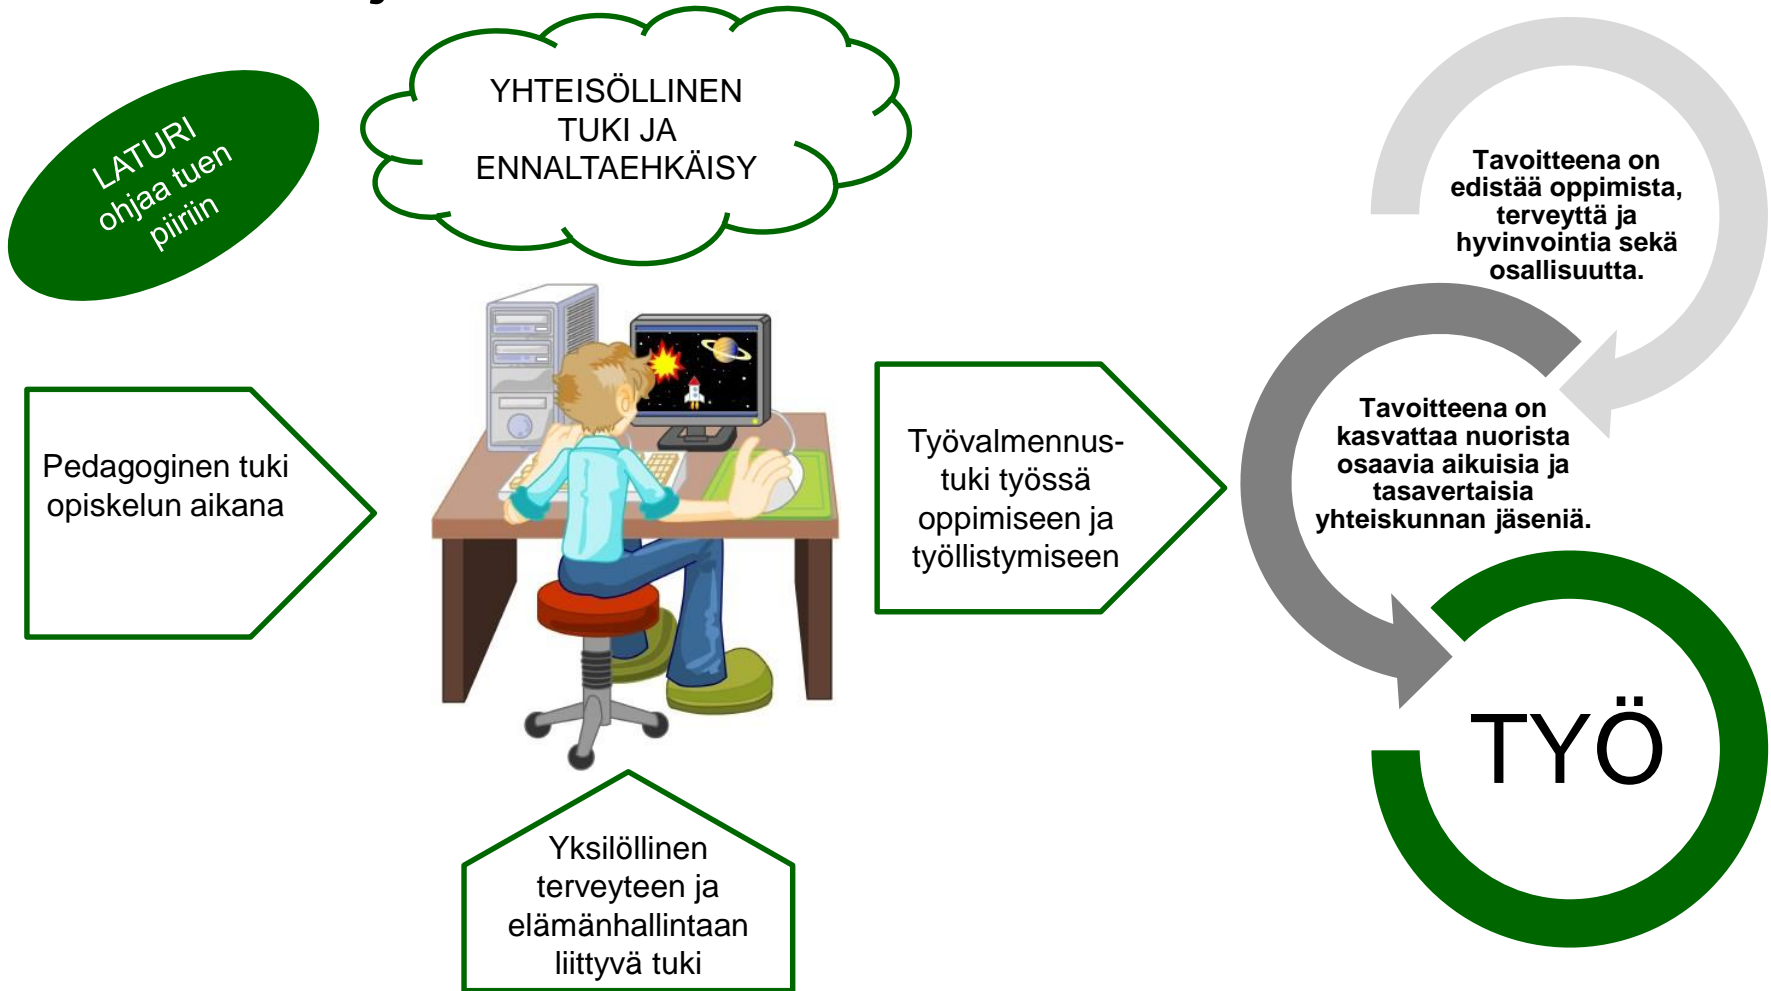 LATURI
ohjaa tuen
piiriin
YHTEISÖLLINEN
TUKI JA
ENNALTAEHKÄISY
Pedagoginen tuki
opiskelun aikana
Työvalmennus-
tuki työssä
oppimiseen ja
työllistymiseen
Yksilöllinen
terveyteen ja
elämänhallintaan
liittyvä tuki
Tavoitteena on
edistää oppimista,
terveyttä ja
hyvinvointia sekä
osallisuutta.
Tavoitteena on
kasvattaa nuorista
osaavia aikuisia ja
tasavertaisia
yhteiskunnan jäseniä.
TYÖ